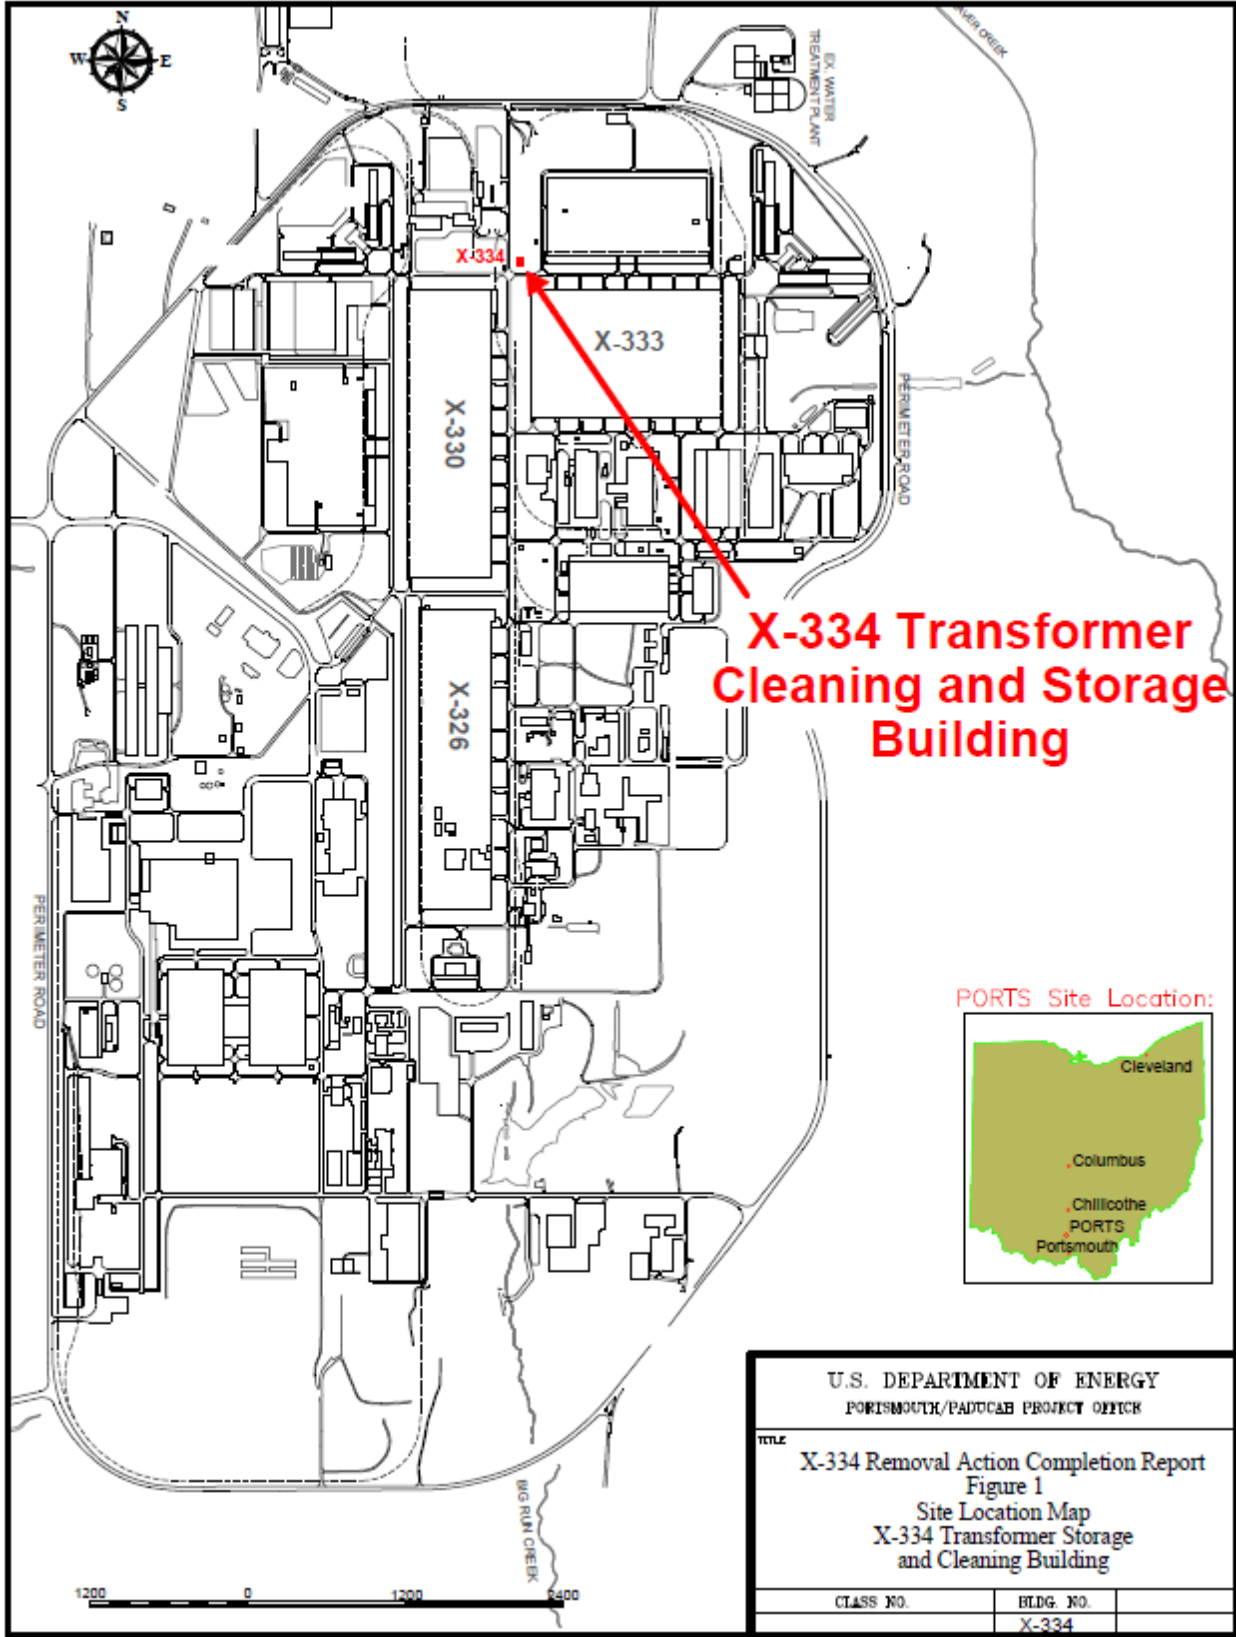 N
W
E
S
EX. WATER
TREATMENT PLANT
X-334
X-333
X-330
PERIMETER ROAD
X-334 Transformer
Cleaning and Storage
Building
X-326
PERIMETER ROAD
PORTS Site Location:
Cleveland
Columbus
Chillicothe
PORTS
Portsmouth
BIG RUN CREEK
1200
0
1200
2400
U.S. DEPARTMENT OF ENERGY
PORTSMOUTH/PADUCAH PROJECT OFFICE
TITLE
X-334 Removal Action Completion Report
Figure 1
Site Location Map
X-334 Transformer Storage
and Cleaning Building
CLASS NO.
BLDG. NO.
X-334